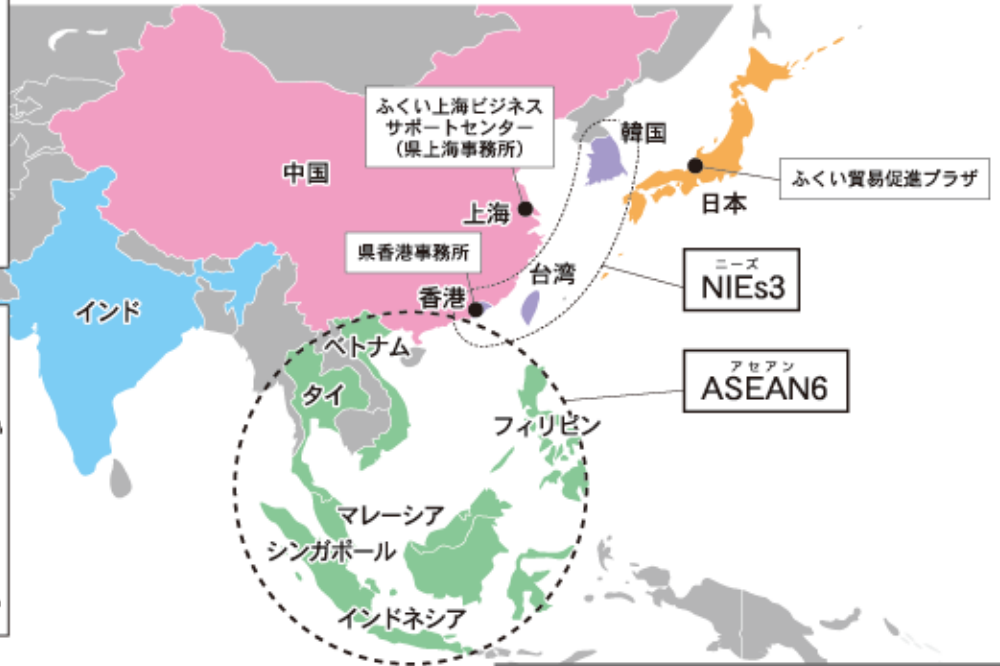 ふくい上海ビジネス
サポートセンター
（県上海事務所）
韓国
中国
ふくい貿易促進プラザ
日本
上海
県香港事務所
台湾
ニーズ
NIEs3
香港
インド
ベトナム
アセアン
ASEAN6
タイ
フィリピン
マレーシア
シンガポール
インドネシア